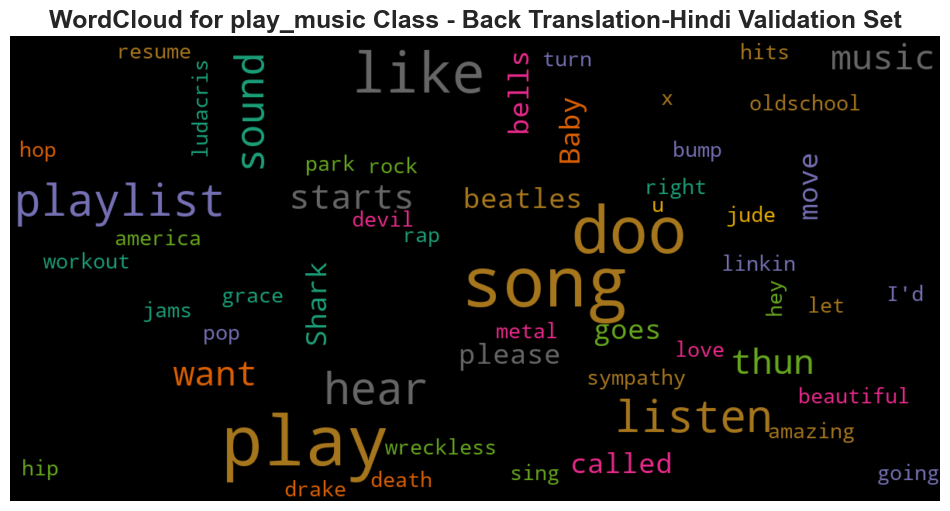 WordCloud for play_music Class - Back Translation-Hindi Validation Set
resume
like
turn
hits
music
ludacris
sound
bells
Baby
x
oldschool
hop
park
rock
bump
move
playlist
starts
beatles
right
u
doo
jude
devil
america
rap
workout
song
linkin
Shark
grace
hey
let
I'd
jams
pop
metal
goes
please
love
thun
want
hear
sympathy
beautiful
play
listen
amazing
wreckless
called
hip
death
sing
going
drake